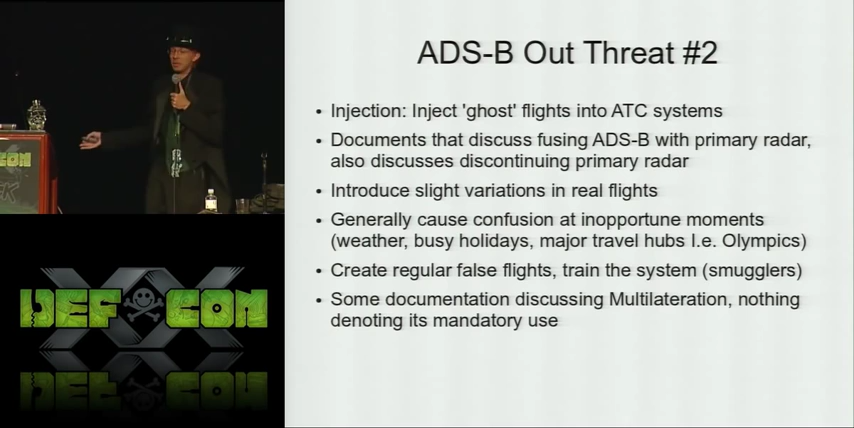 ADS-B Out Threat #2
• Injection: Inject 'ghost' flights into ATC systems
• Documents that discuss fusing ADS-B with primary radar,
also discusses discontinuing primary radar
• Introduce slight variations in real flights
• Generally cause confusion at inopportune moments
(weather, busy holidays, major travel hubs I.e. Olympics)
• Create regular false flights, train the system (smugglers)
• Some documentation discussing Multilateration, nothing
denoting its mandatory use
XX
DEF CON